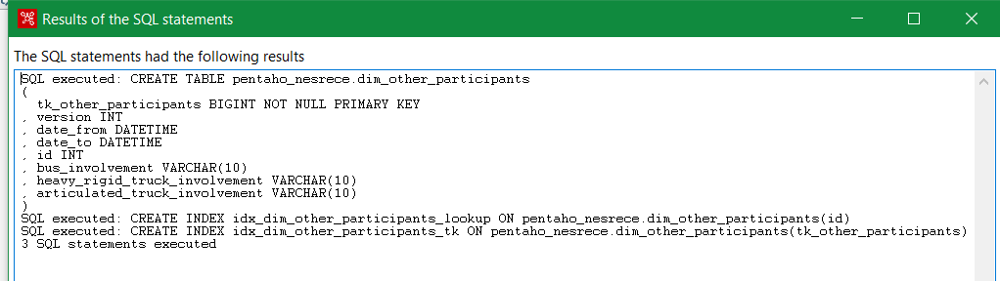 Results of the SQL statements
The SQL statements had the following results
SQL executed: CREATE TABLE pentaho_nesrece.dim_other_participants
(
  tk_other_participants BIGINT NOT NULL PRIMARY KEY
, version INT
, date_from DATETIME
, date_to DATETIME
, id INT
, bus_involvement VARCHAR(10)
, heavy_rigid_truck_involvement VARCHAR(10)
, articulated_truck_involvement VARCHAR(10)
)
SQL executed: CREATE INDEX idx_dim_other_participants_lookup ON pentaho_nesrece.dim_other_participants(id)
SQL executed: CREATE INDEX idx_dim_other_participants_tk ON pentaho_nesrece.dim_other_participants(tk_other_participants)
3 SQL statements executed